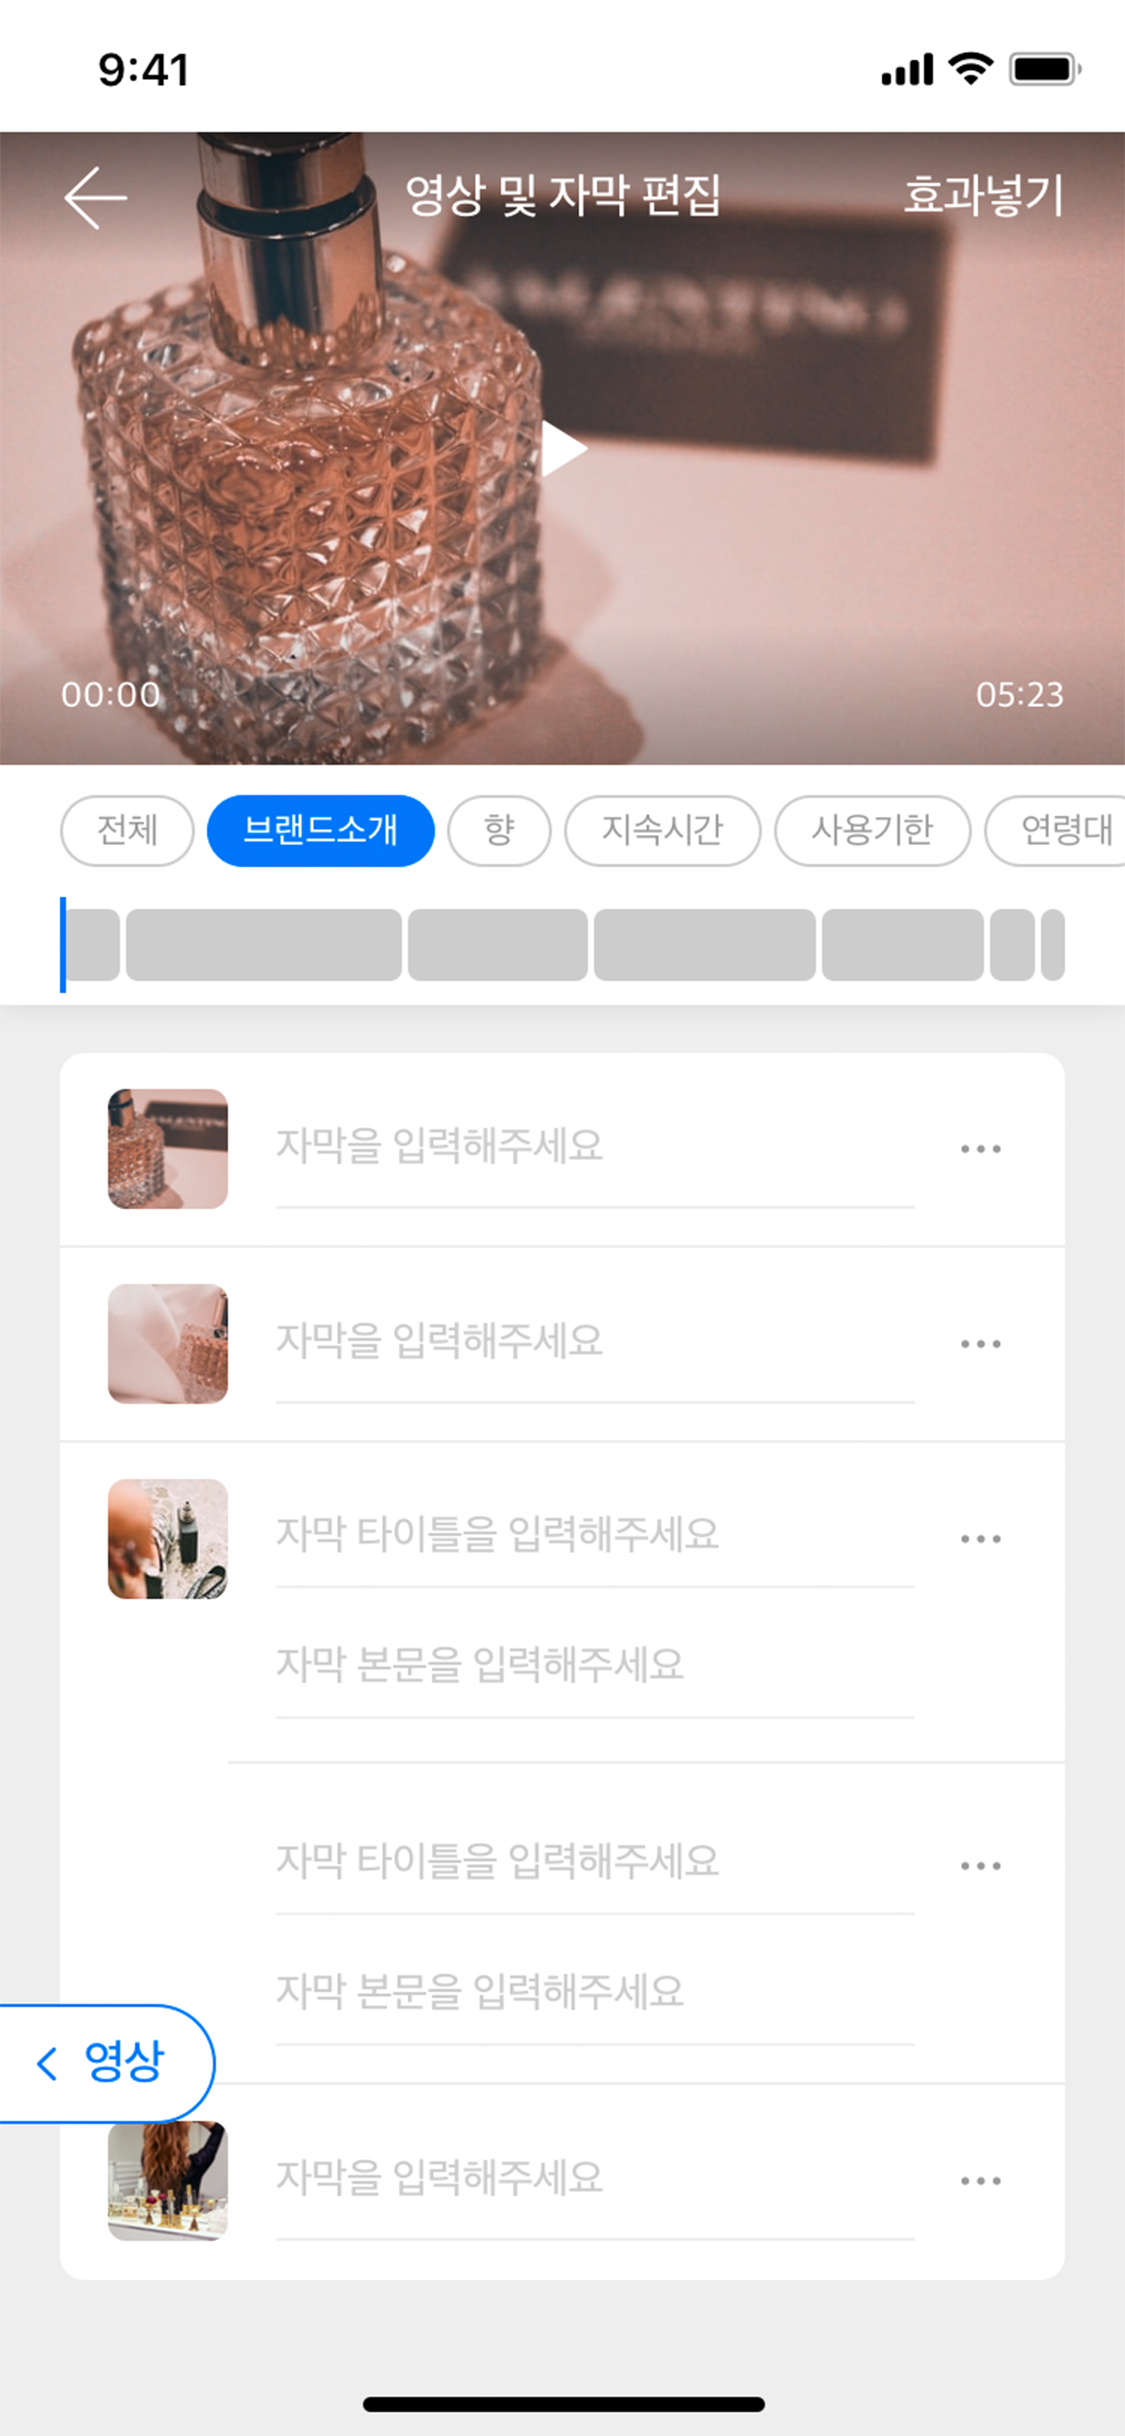 9:41
영상 및 자막 편집 효과넣기
00:00 05:23
전체 브랜드소개 향 지속시간 사용기한 연령대
자막을 입력해주세요
자막을 입력해주세요
자막 타이틀을 입력해주세요
자막 본문을 입력해주세요
자막 타이틀을 입력해주세요
자막 본문을 입력해주세요
영상
자막을 입력해주세요